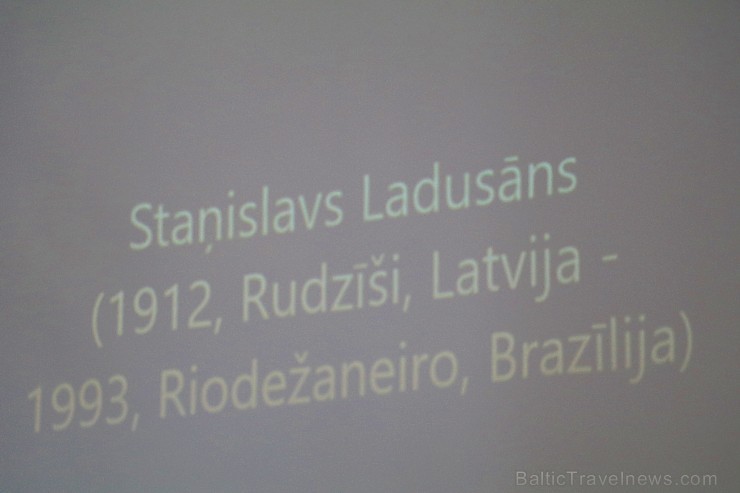 Staņislavs Ladusāns
(1912, Rudzīši, Latvija -
1993, Riodežaneiro, Brazīlija)
BalticTravelnews.com